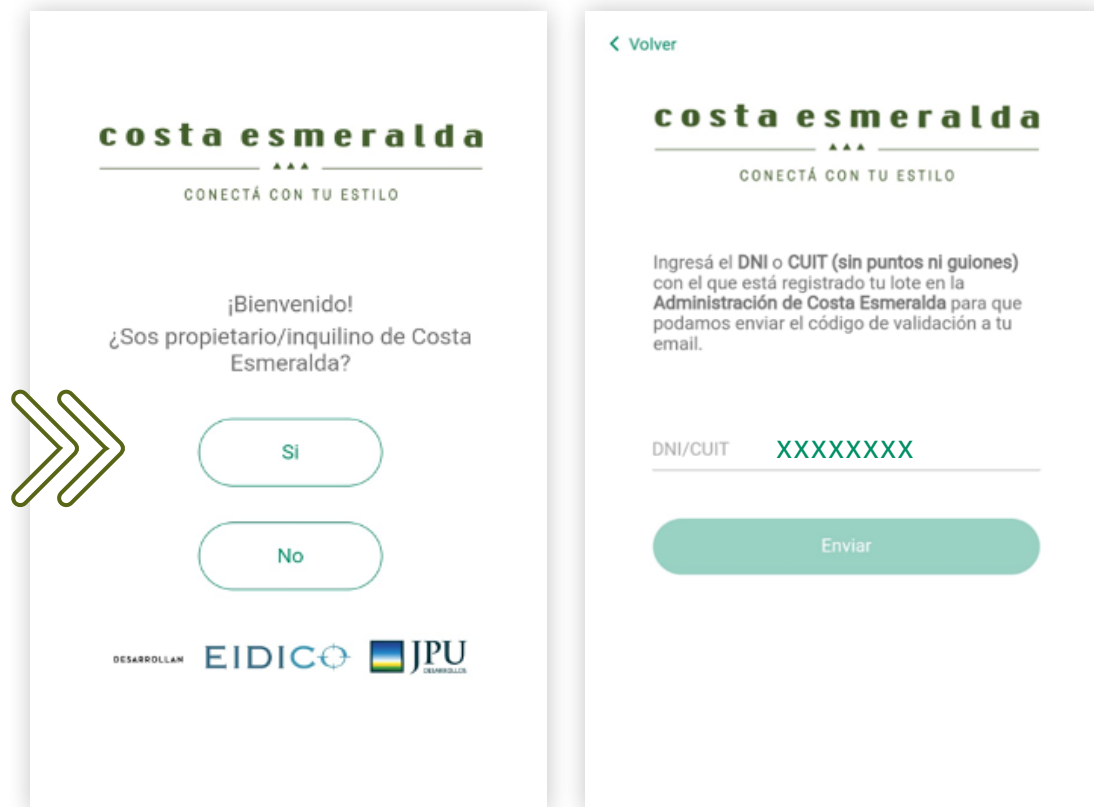 costa esmeralda
CONECTÁ CON TU ESTILO
¡Bienvenido!
¿Sos propietario/inquilino de Costa
Esmeralda?
Si
No
DESARROLLAN EIDICO JPU
DESARROLLOS
Volver
costa esmeralda
CONECTÁ CON TU ESTILO
Ingresá el DNI o CUIT (sin puntos ni guiones)
con el que está registrado tu lote en la
Administración de Costa Esmeralda para que
podamos enviar el código de validación a tu
email.
DNI/CUIT XXXXXXXX
Enviar